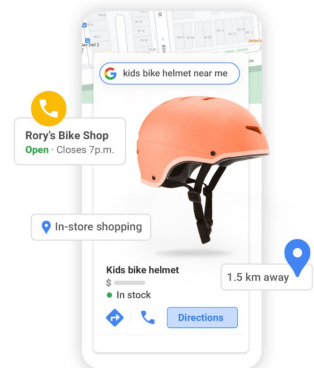 kids bike helmet near me
Rory's Bike Shop
Open · Closes 7p.m.
In-store shopping
1.5 km away
Kids bike helmet
$
In stock
Directions